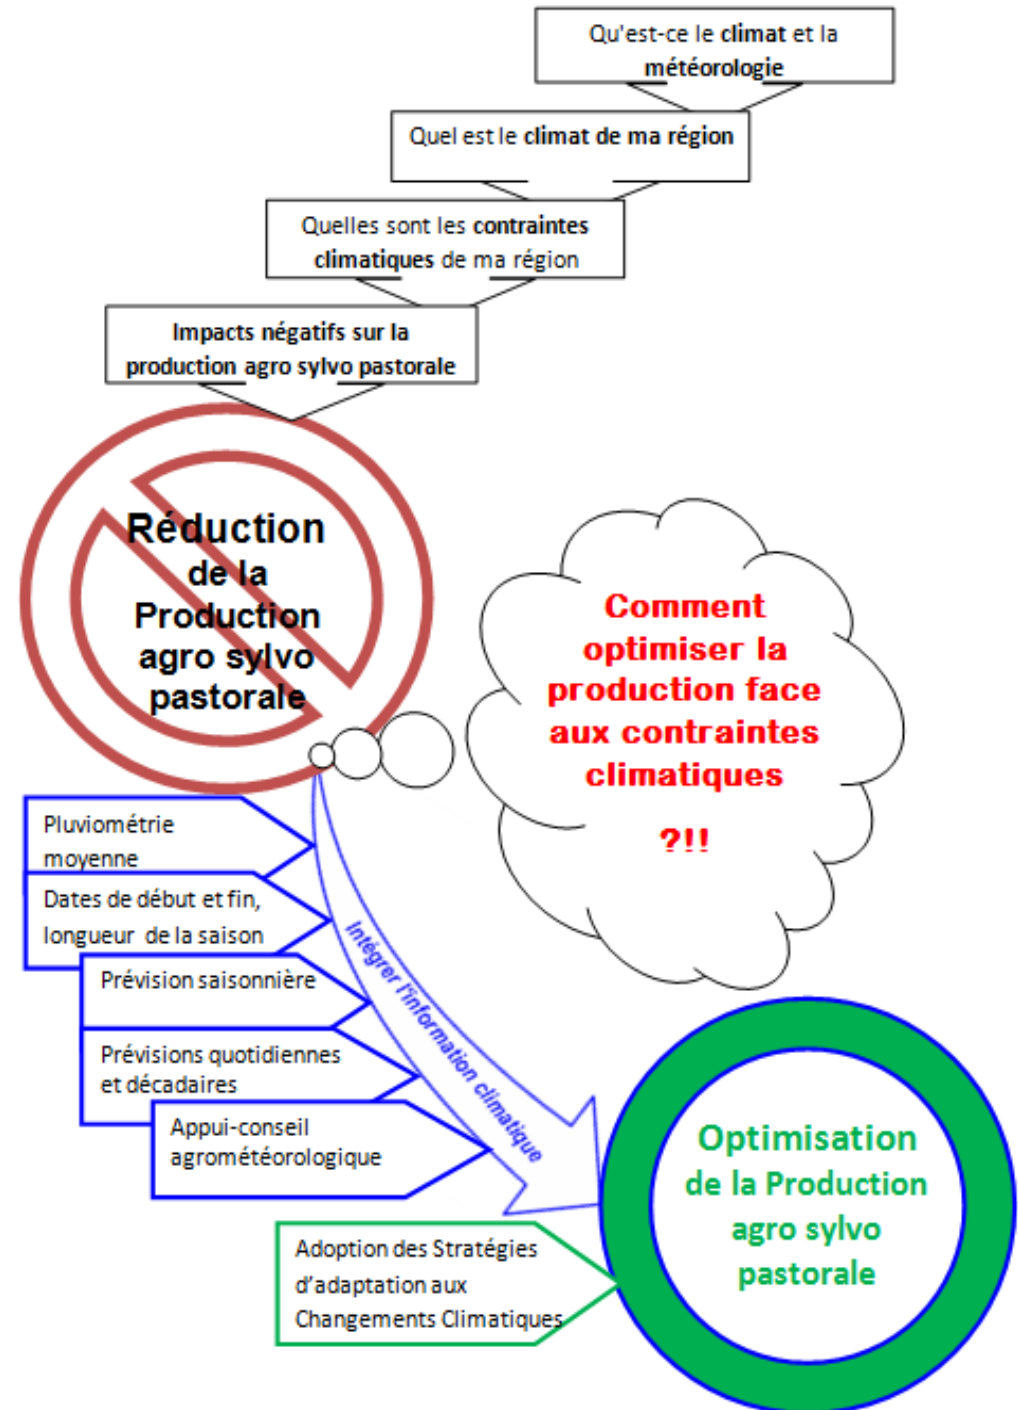 Qu'est-ce le climat et la
météorologie
Quel est le climat de ma région
Quelles sont les contraintes
climatiques de ma région
Impacts négatifs sur la
production agro sylvo pastorale
Réduction
de la
Production
agro sylvo
pastorale
Comment
optimiser la
production face
aux contraintes
climatiques
?!!
Pluviométrie
moyenne
Dates de début et fin,
longueur de la saison
Prévision saisonnière
Prévisions quotidiennes
et décadaires
Appui-conseil
agrométéorologique
Intégrer l'information climatique
Adoption des Stratégies
d'adaptation aux
Changements Climatiques
Optimisation
de la Production
agro sylvo
pastorale